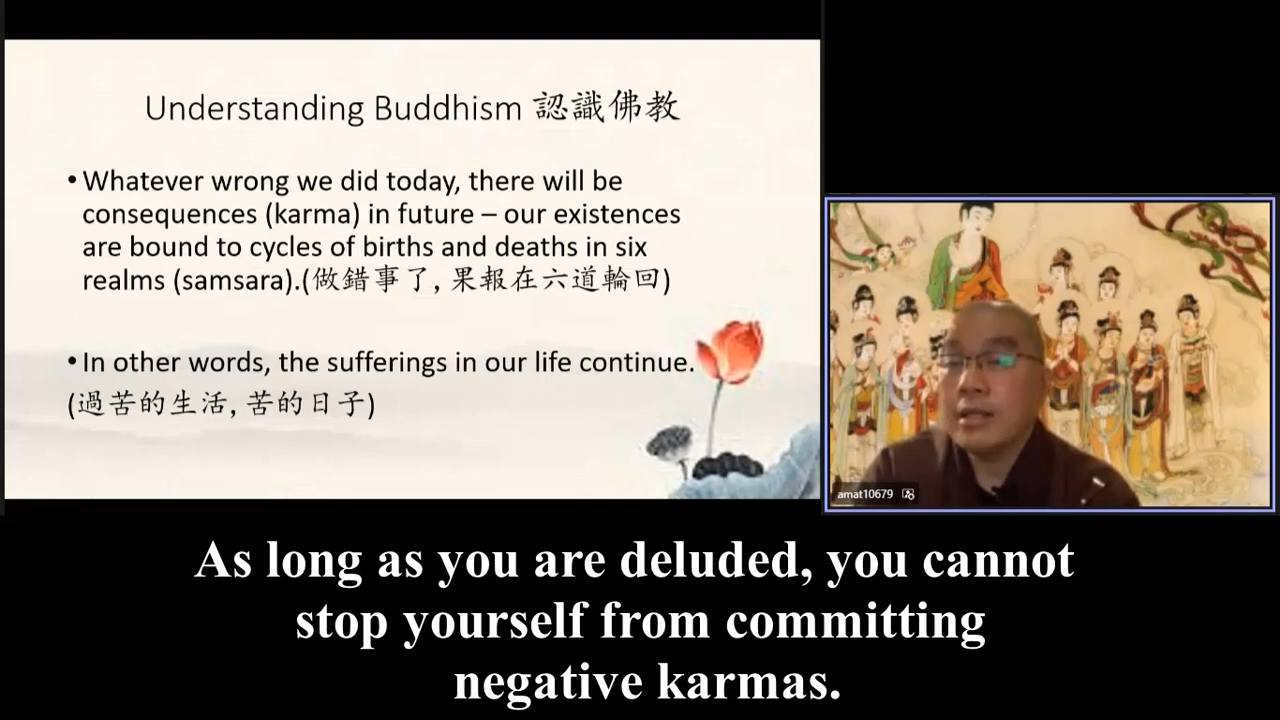 Understanding Buddhism 認識佛教
• Whatever wrong we did today, there will be
consequences (karma) in future – our existences
are bound to cycles of births and deaths in six
realms (samsara).(做錯事了, 果報在六道輪回)
• In other words, the sufferings in our life continue.
(過苦的生活, 苦的日子)
amat10679
As long as you are deluded, you cannot
stop yourself from committing
negative karmas.